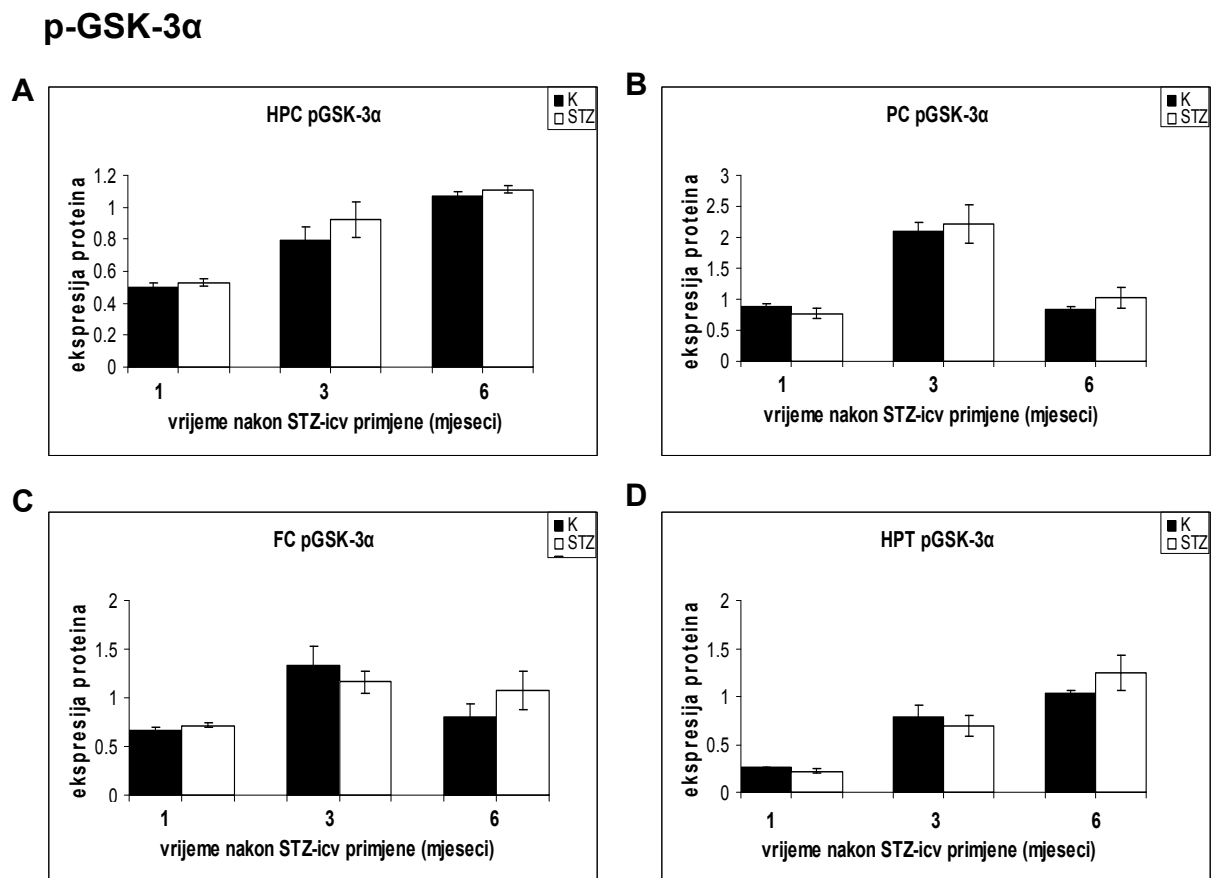 p-GSK-3α
A
HPC pGSK-3α
K
STZ
ekspresija proteina
1.2
1
0.8
0.6
0.4
0.2
0
1 3 6
vrijeme nakon STZ-icv primjene (mjeseci)
B
PC pGSK-3α
K
STZ
ekspresija proteina
3
2.5
2
1.5
1
0.5
0
1 3 6
vrijeme nakon STZ-icv primjene (mjeseci)
C
FC pGSK-3α
K
STZ
ekspresija proteina
2
1.5
1
0.5
0
1 3 6
vrijeme nakon STZ-icv primjene (mjeseci)
D
HPT pGSK-3α
K
STZ
ekspresija proteina
2
1.5
1
0.5
0
1 3 6
vrijeme nakon STZ-icv primjene (mjeseci)